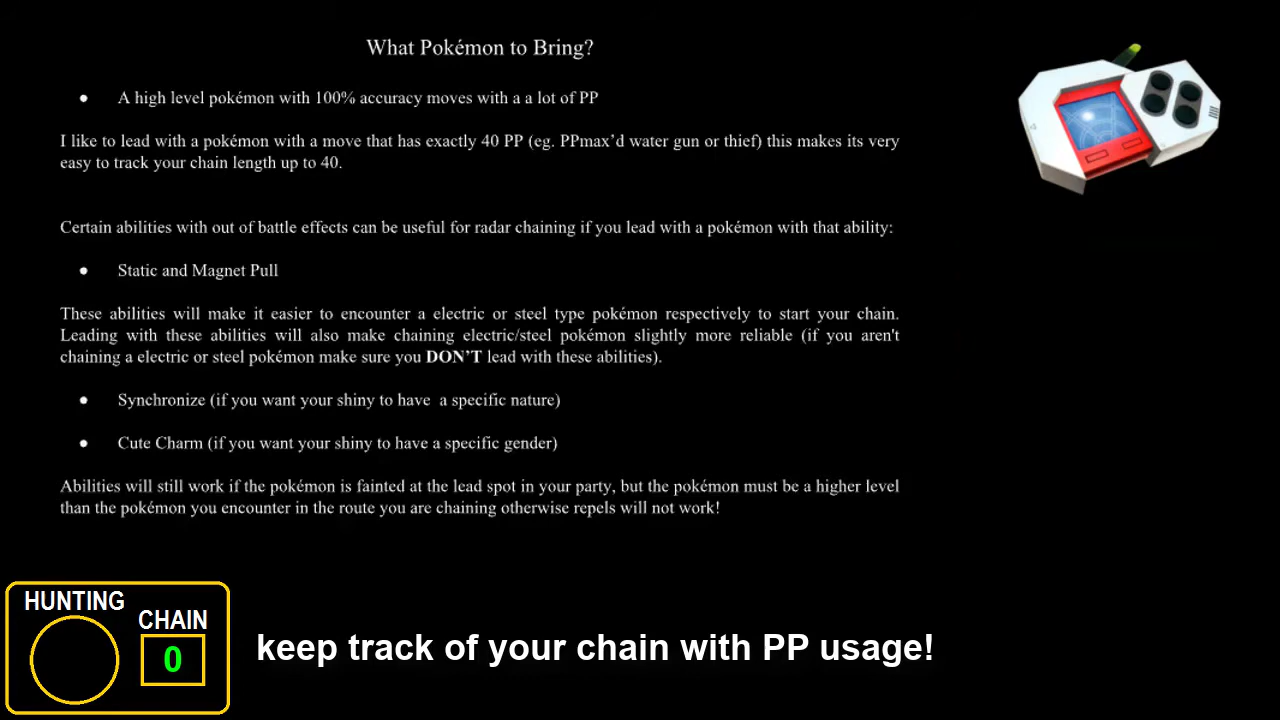 What Pokémon to Bring?
● A high level pokémon with 100% accuracy moves with a a lot of PP
I like to lead with a pokémon with a move that has exactly 40 PP (eg. PPmax'd water gun or thief) this makes its very
easy to track your chain length up to 40.
Certain abilities with out of battle effects can be useful for radar chaining if you lead with a pokémon with that ability:
● Static and Magnet Pull
These abilities will make it easier to encounter a electric or steel type pokémon respectively to start your chain.
Leading with these abilities will also make chaining electric/steel pokémon slightly more reliable (if you aren't
chaining a electric or steel pokémon make sure you DON'T lead with these abilities).
● Synchronize (if you want your shiny to have a specific nature)
● Cute Charm (if you want your shiny to have a specific gender)
Abilities will still work if the pokémon is fainted at the lead spot in your party, but the pokémon must be a higher level
than the pokémon you encounter in the route you are chaining otherwise repels will not work!
HUNTING
CHAIN
0
keep track of your chain with PP usage!